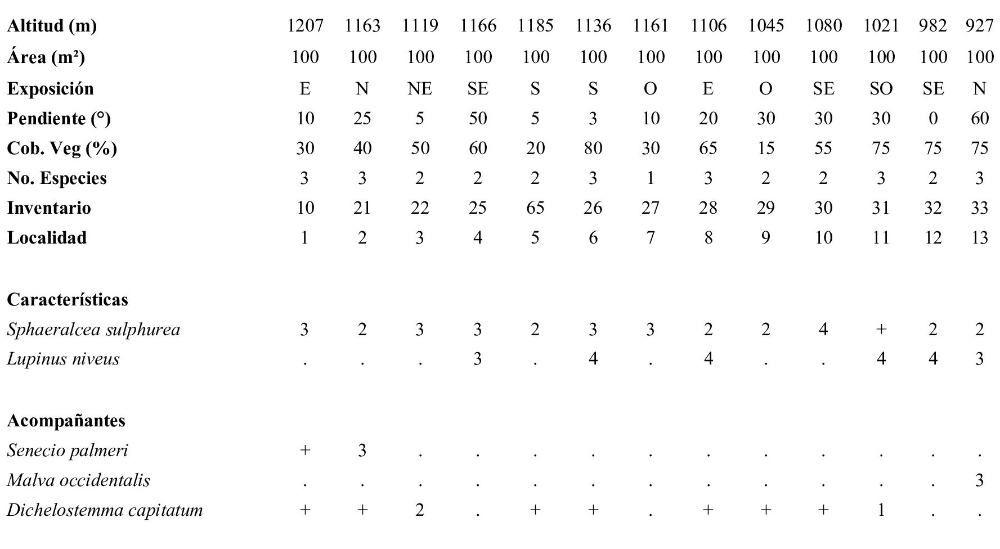 Altitud (m) 1207 1163 1119 1166 1185 1136 1161 1106 1045 1080 1021 982 927
Área (m²) 100 100 100 100 100 100 100 100 100 100 100 100 100
Exposición E N NE SE S S O E O SE SO SE N
Pendiente (°) 10 25 5 50 5 3 10 20 30 30 30 0 60
Cob. Veg (%) 30 40 50 60 20 80 30 65 15 55 75 75 75
No. Especies 3 3 2 2 2 3 1 3 2 2 3 2 3
Inventario 10 21 22 25 65 26 27 28 29 30 31 32 33
Localidad 1 2 3 4 5 6 7 8 9 10 11 12 13
Características
Sphaeralcea sulphurea 3 2 3 3 2 3 3 2 2 4 + 2 2
Lupinus niveus . . . 3 . 4 . 4 . . 4 4 3
Acompañantes
Senecio palmeri + 3 . . . . . . . . . . .
Malva occidentalis . . . . . . . . . . . . 3
Dichelostemma capitatum + + 2 . + + . + + + 1 . .